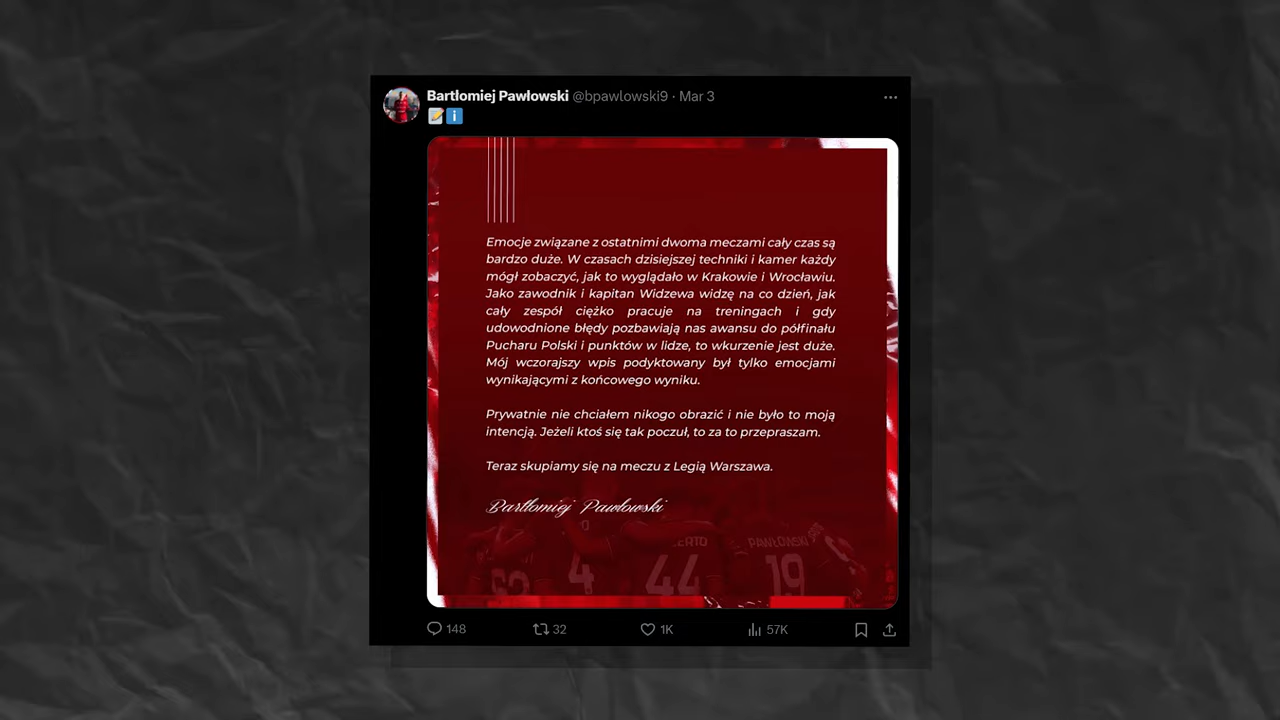 Bartłomiej Pawłowski @bpawlowski9 · Mar 3
Emocje związane z ostatnimi dwoma meczami cały czas są
bardzo duże. W czasach dzisiejszej techniki i kamer każdy
mógł zobaczyć, jak to wyglądało w Krakowie i Wrocławiu.
Jako zawodnik i kapitan Widzewa widzę na co dzień, jak
cały zespół ciężko pracuje na treningach i gdy
udowodnione błędy pozbawiają nas awansu do półfinału
Pucharu Polski i punktów w lidze, to wkurzenie jest duże.
Mój wczorajszy wpis podyktowany był tylko emocjami
wynikającymi z końcowego wyniku.
Prywatnie nie chciałem nikogo obrazić i nie było to moją
intencją. Jeżeli ktoś się tak poczuł, to za to przepraszam.
Teraz skupiamy się na meczu z Legią Warszawa.
Bartłomiej Pawłowski
PAWŁOWSKI
4 44 19
148 32 1K 57K